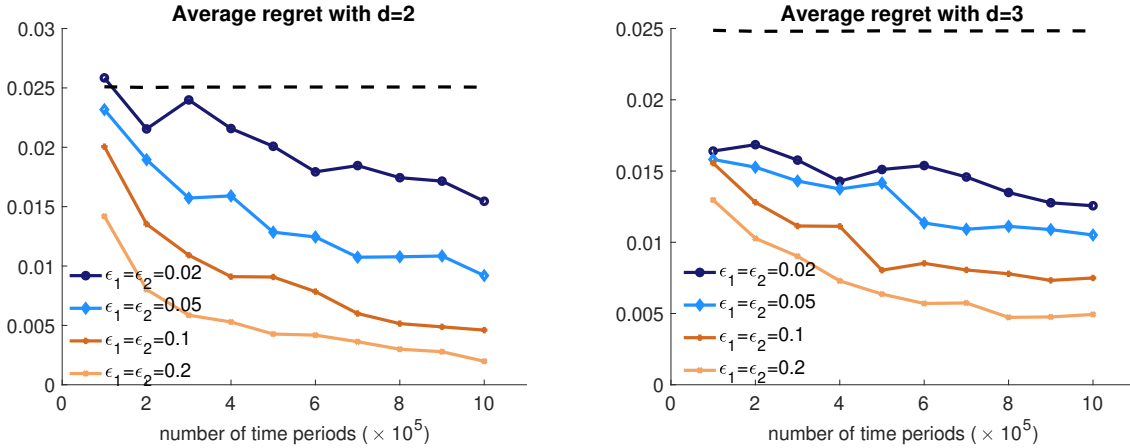 Average regret with d=2
0.03
0.025
0.02
0.015
0.01
0.005
0
ϵ1=ϵ2=0.02
ϵ1=ϵ2=0.05
ϵ1=ϵ2=0.1
ϵ1=ϵ2=0.2
0 2 4 6 8 10
number of time periods (× 10^5)
Average regret with d=3
0.025
0.02
0.015
0.01
0.005
0
ϵ1=ϵ2=0.02
ϵ1=ϵ2=0.05
ϵ1=ϵ2=0.1
ϵ1=ϵ2=0.2
0 2 4 6 8 10
number of time periods (× 10^5)